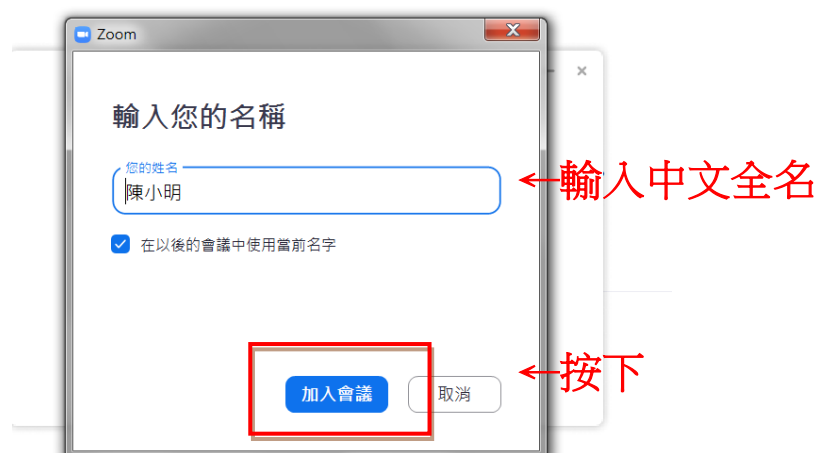 Zoom
輸入您的名稱
您的姓名
陳小明
←輸入中文全名
在以後的會議中使用當前名字
←按下
加入會議
取消